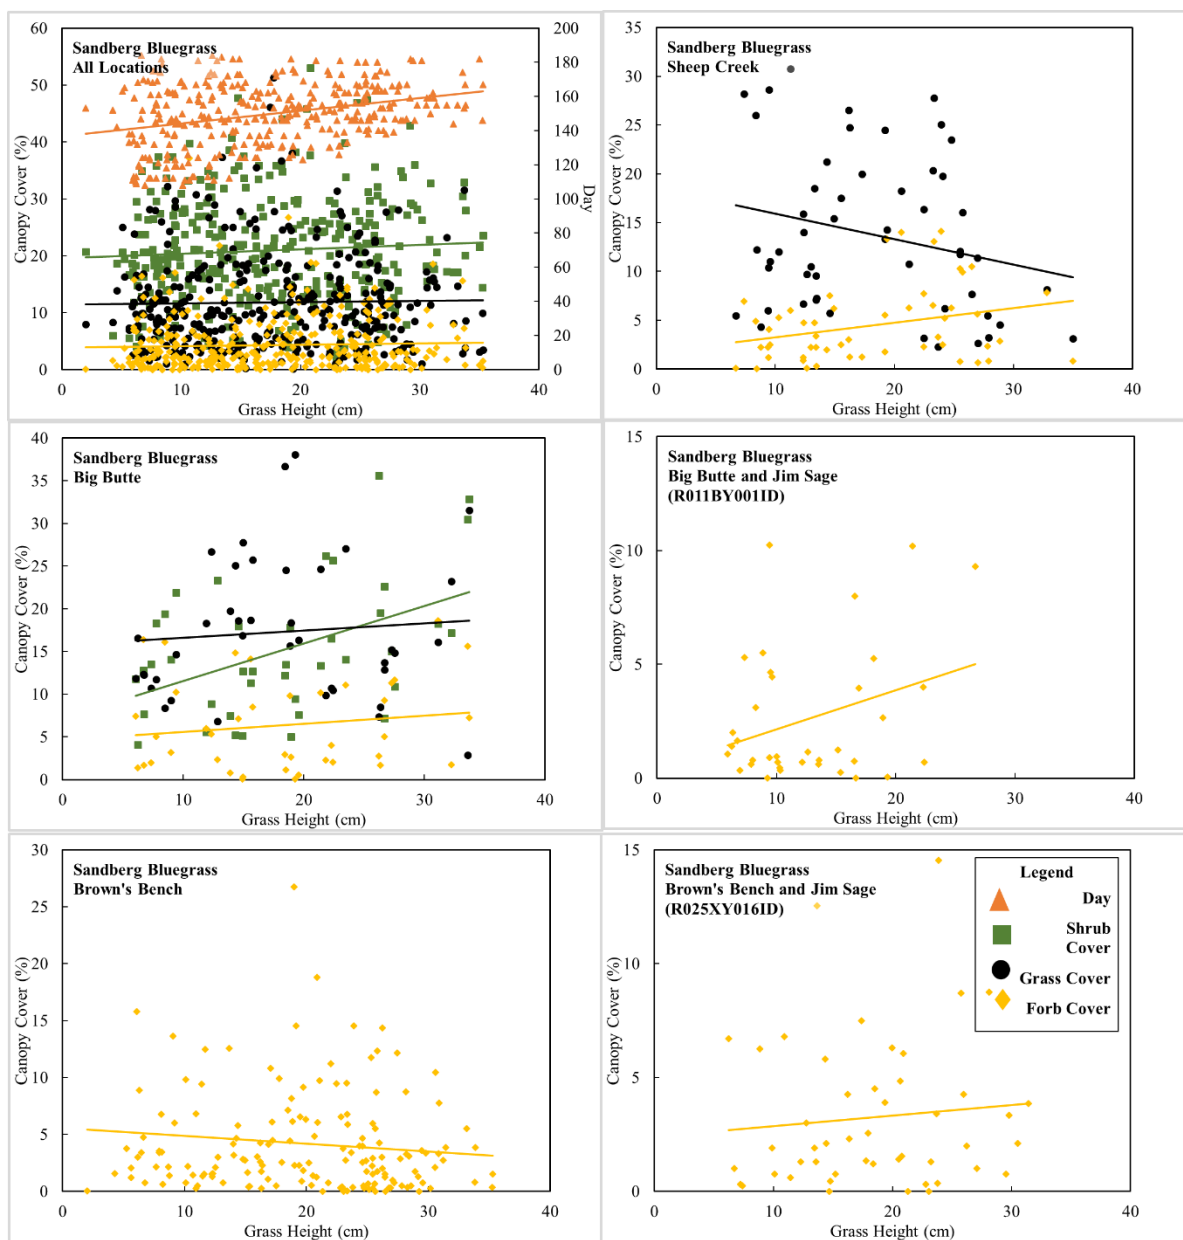 Sandberg Bluegrass
All Locations
Canopy Cover (%)
60
50
40
30
20
10
0
200
180
160
140
120
100
80
60
40
20
0
Day
0 10 20 30 40
Grass Height (cm)
Sandberg Bluegrass
Sheep Creek
Canopy Cover (%)
35
30
25
20
15
10
5
0
0 10 20 30 40
Grass Height (cm)
Sandberg Bluegrass
Big Butte
Canopy Cover (%)
40
35
30
25
20
15
10
5
0
0 10 20 30 40
Grass Height (cm)
Sandberg Bluegrass
Big Butte and Jim Sage
(R011BY001ID)
Canopy Cover (%)
15
10
5
0
0 10 20 30 40
Grass Height (cm)
Sandberg Bluegrass
Brown's Bench
Canopy Cover (%)
30
25
20
15
10
5
0
0 10 20 30 40
Grass Height (cm)
Sandberg Bluegrass
Brown's Bench and Jim Sage
(R025XY016ID)
Canopy Cover (%)
15
10
5
0
0 10 20 30 40
Grass Height (cm)
Legend
Day
Shrub
Cover
Grass Cover
Forb Cover